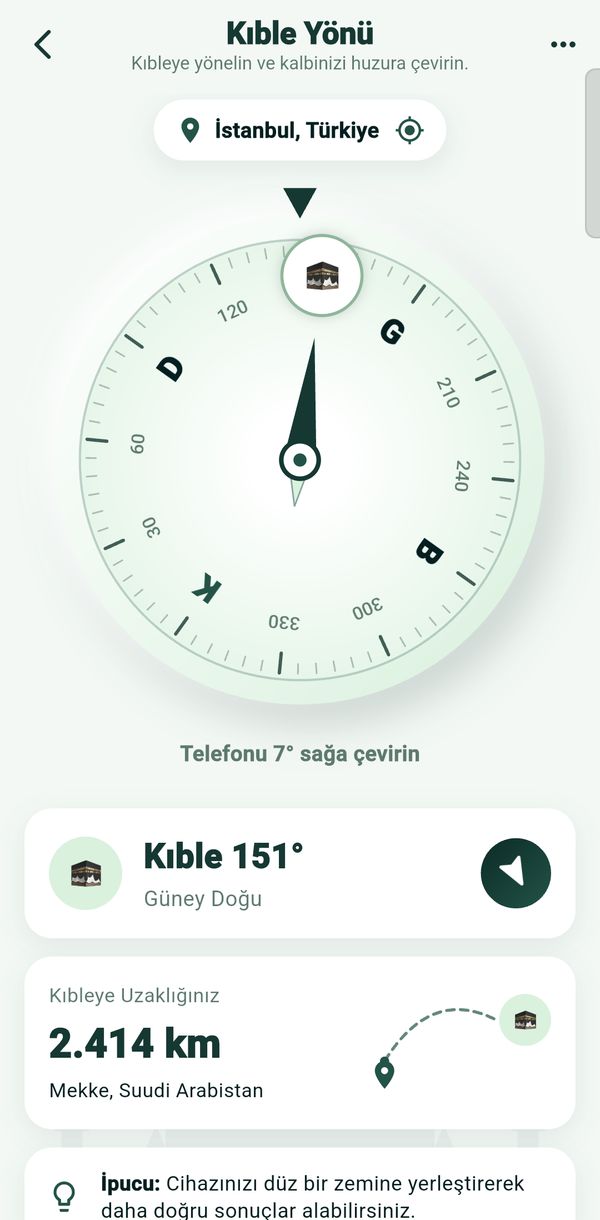 Kıble Yönü
Kıbleye yönelin ve kalbinizi huzura çevirin.
İstanbul, Türkiye
120
G
D
210
60
240
30
B
K
330
300
Telefonu 7° sağa çevirin
Kıble 151°
Güney Doğu
Kıbleye Uzaklığınız
2.414 km
Mekke, Suudi Arabistan
İpucu: Cihazınızı düz bir zemine yerleştirerek
daha doğru sonuçlar alabilirsiniz.